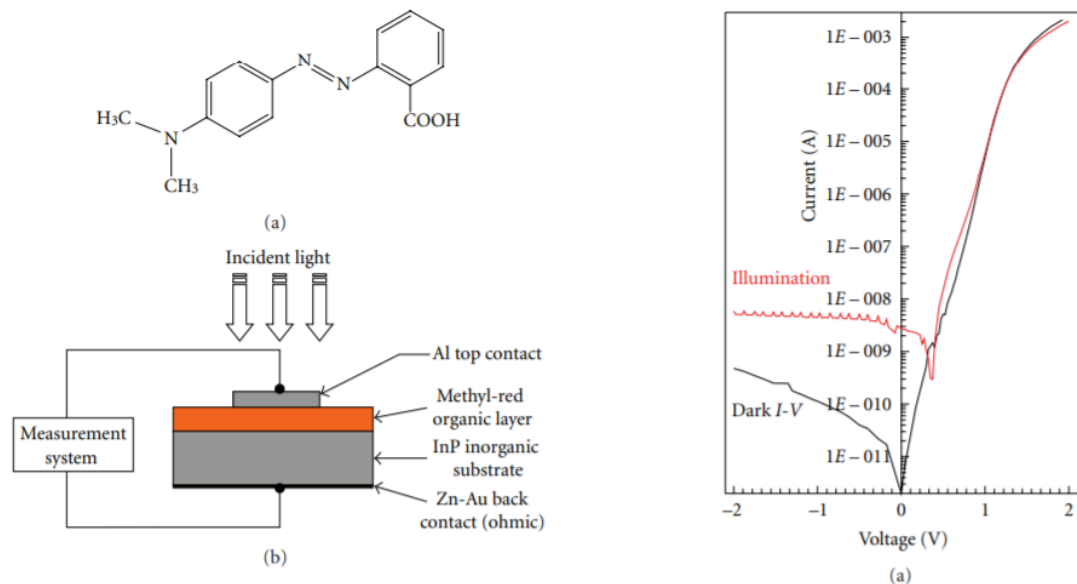 N
N
COOH
H₃C
N
CH₃
(a)
Incident light
Al top contact
Methyl-red
organic layer
InP inorganic
substrate
Zn-Au back
contact (ohmic)
Measurement
system
(b)
1E − 003
1E − 004
1E − 005
1E − 006
1E − 007
1E − 008
1E − 009
1E − 010
1E − 011
Current (A)
Illumination
Dark I-V
−2
−1
0
1
2
Voltage (V)
(a)